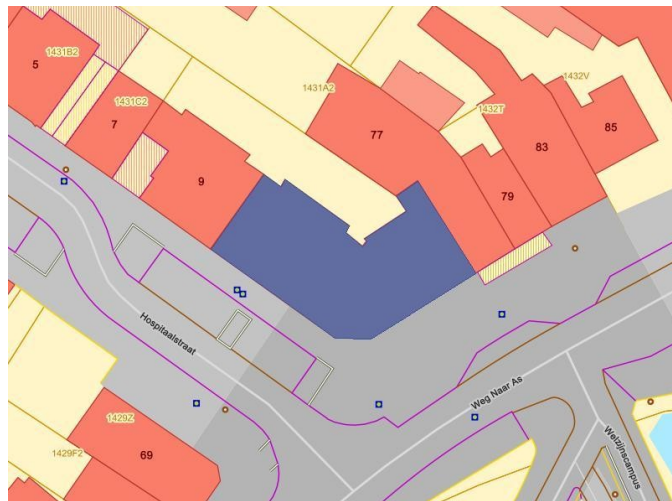 1431B2
5
1431C2
7
9
1431A2
77
1432T
1432V
83
85
79
Hospitaalstraat
Weg Naar As
Welzijnscampus
1429Z
69
1429F2